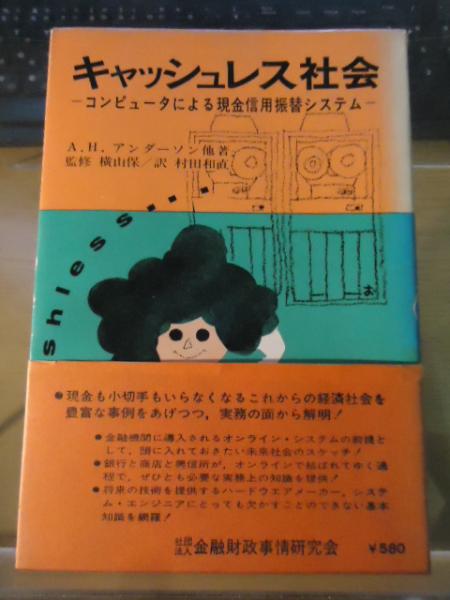 キャッシュレス社会
－コンピュータによる現金信用振替システム－
A.H.アンダーソン他著
監修 横山保／訳 村田和直
shless...
●現金も小切手もいらなくなるこれからの経済社会を
豊富な事例をあげつつ，実務の面から解明！
●金融機関に導入されるオンライン・システムの前提と
して，頭に入れておきたい未来社会のスケッチ！
●銀行と商店と興信所が，オンラインで結ばれてゆく過
程で，ぜひとも必要な実務上の知識を提供！
●将来の技術を提供するハードウエアメーカー，システ
ム・エンジニアにとっても欠かすことのできない基本
知識を網羅！
社団法人 金融財政事情研究会 ￥580